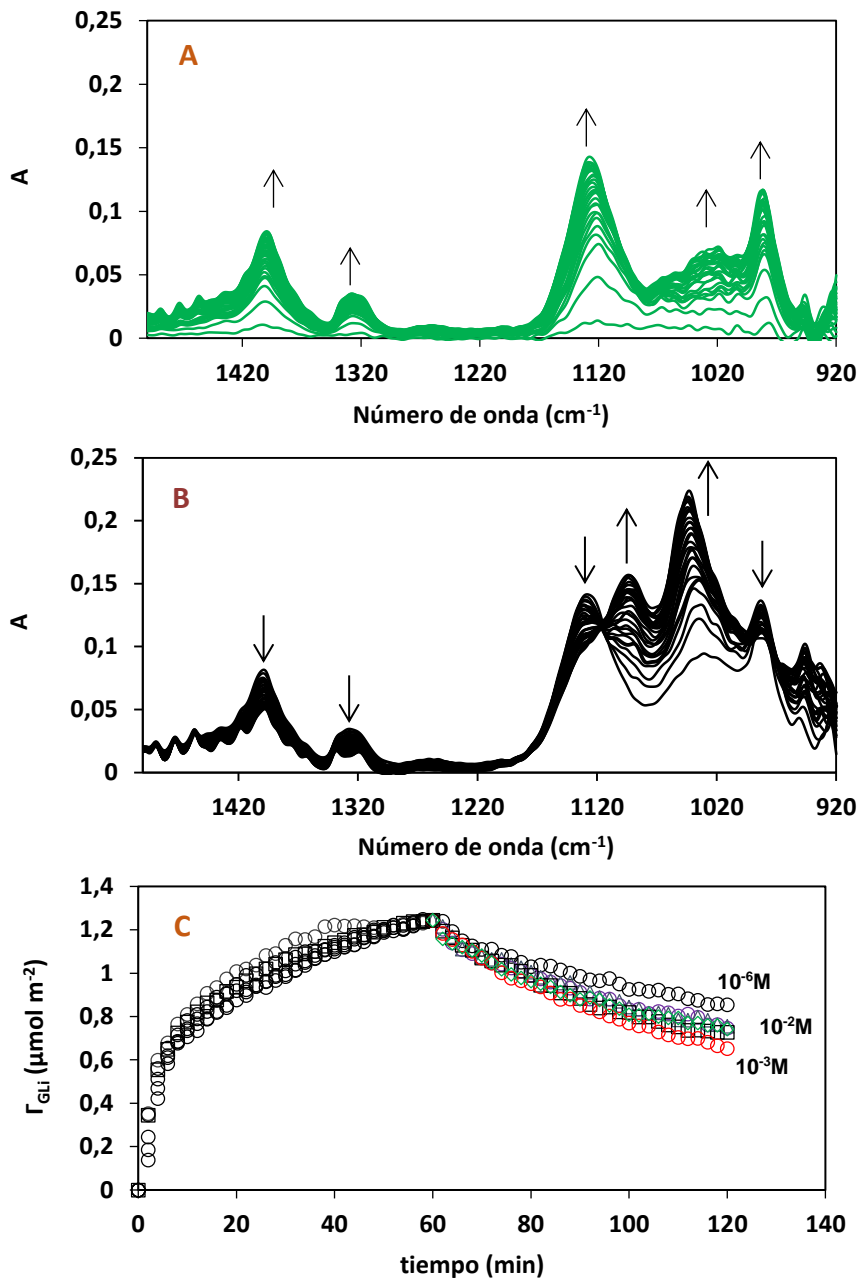 A
0,25
0,2
0,15
0,1
0,05
0
A
1420 1320 1220 1120 1020 920
Número de onda (cm-1)
B
0,25
0,2
0,15
0,1
0,05
0
A
1420 1320 1220 1120 1020 920
Número de onda (cm-1)
C
1,4
1,2
1
0,8
0,6
0,4
0,2
0
ΓGLi (µmol m-2)
10-6M
10-2M
10-3M
0 20 40 60 80 100 120 140
tiempo (min)